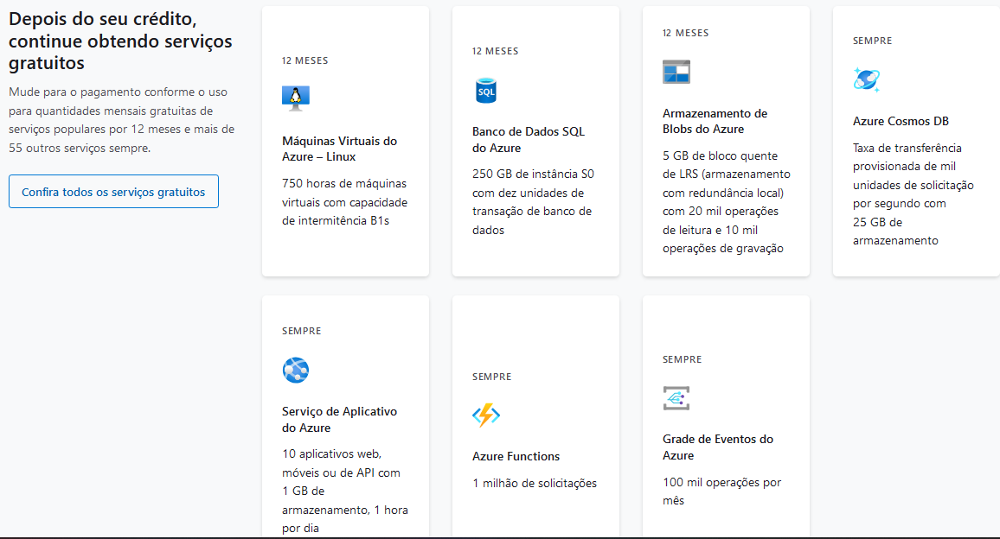 Depois do seu crédito,
continue obtendo serviços
gratuitos
Mude para o pagamento conforme o uso
para quantidades mensais gratuitas de
serviços populares por 12 meses e mais de
55 outros serviços sempre.
Confira todos os serviços gratuitos
12 MESES
Máquinas Virtuais do
Azure – Linux
750 horas de máquinas
virtuais com capacidade
de intermitência B1s
12 MESES
SQL
Banco de Dados SQL
do Azure
250 GB de instância S0
com dez unidades de
transação de banco de
dados
12 MESES
Armazenamento de
Blobs do Azure
5 GB de bloco quente
de LRS (armazenamento
com redundância local)
com 20 mil operações
de leitura e 10 mil
operações de gravação
SEMPRE
Azure Cosmos DB
Taxa de transferência
provisionada de mil
unidades de solicitação
por segundo com
25 GB de
armazenamento
SEMPRE
Serviço de Aplicativo
do Azure
10 aplicativos web,
móveis ou de API com
1 GB de
armazenamento, 1 hora
por dia
SEMPRE
Azure Functions
1 milhão de solicitações
SEMPRE
Grade de Eventos do
Azure
100 mil operações por
mês